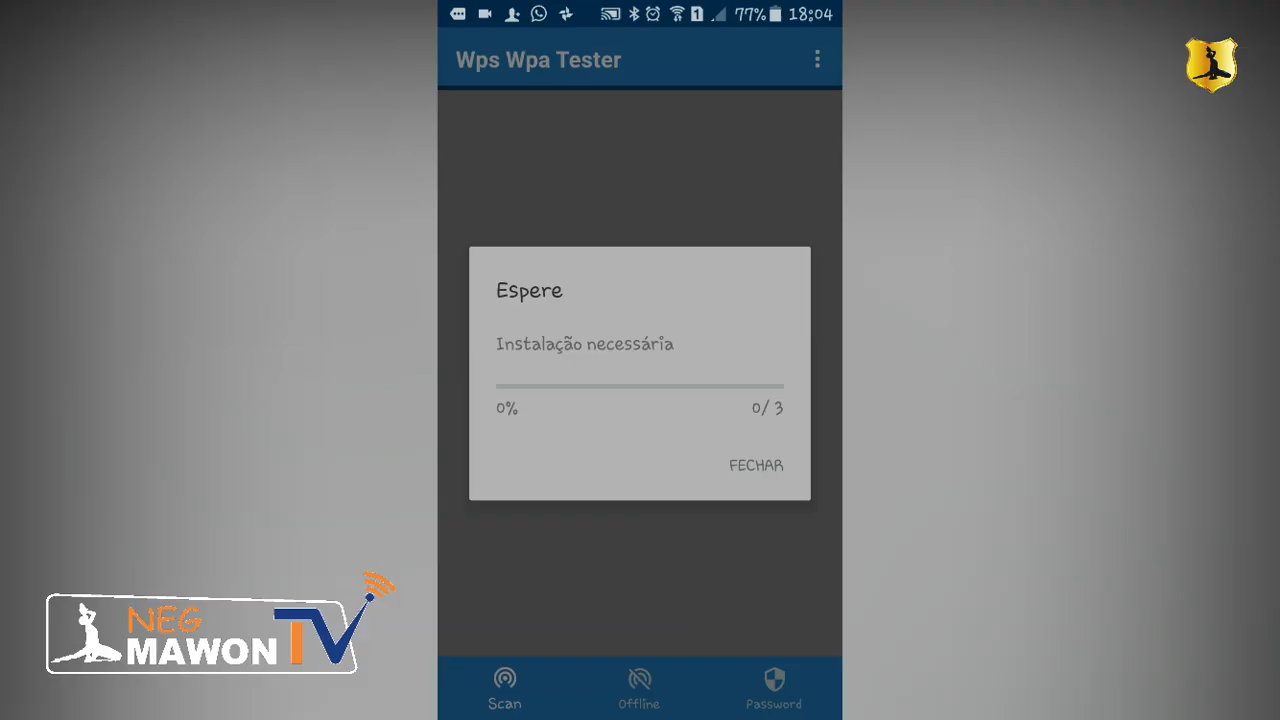 1 77% 18:04
Wps Wpa Tester
Espere
Instalação necessária
0% 0/ 3
FECHAR
NEG
MAWON TV
Scan Offline Password